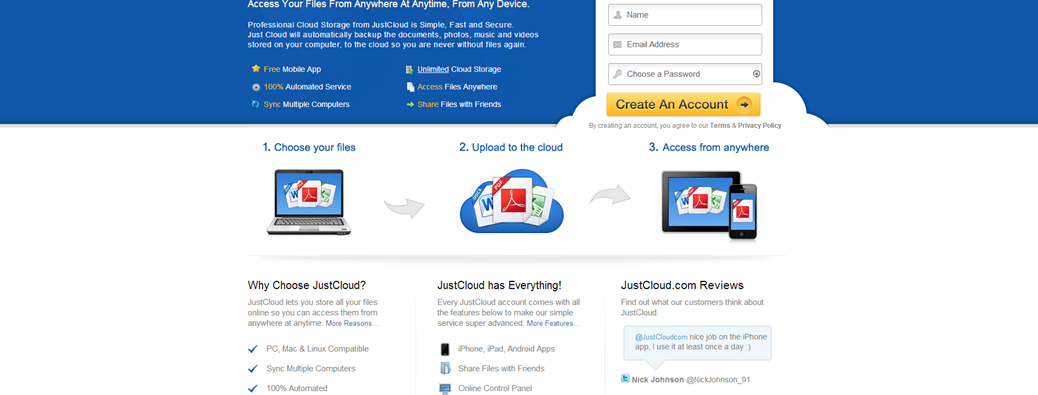 Access Your Files From Anywhere At Anytime, From Any Device.
Professional Cloud Storage from JustCloud is Simple, Fast and Secure.
Just Cloud will automatically backup the documents, photos, music and videos
stored on your computer, to the cloud so you are never without files again.
Free Mobile App
Unlimited Cloud Storage
100% Automated Service
Access Files Anywhere
Sync Multiple Computers
Share Files with Friends
Name
Email Address
Choose a Password
Create An Account
By creating an account, you agree to our Terms & Privacy Policy
1. Choose your files
2. Upload to the cloud
3. Access from anywhere
Why Choose JustCloud?
JustCloud lets you store all your files
online so you can access them from
anywhere at anytime. More Reasons...
PC, Mac & Linux Compatible
Sync Multiple Computers
100% Automated
JustCloud has Everything!
Every JustCloud account comes with all
the features below to make our simple
service super advanced. More Features...
iPhone, iPad, Android Apps
Share Files with Friends
Online Control Panel
JustCloud.com Reviews
Find out what our customers think about
JustCloud.
@JustCloudcom nice job on the iPhone
app, I use it at least once a day :)
Nick Johnson @NickJohnson_91